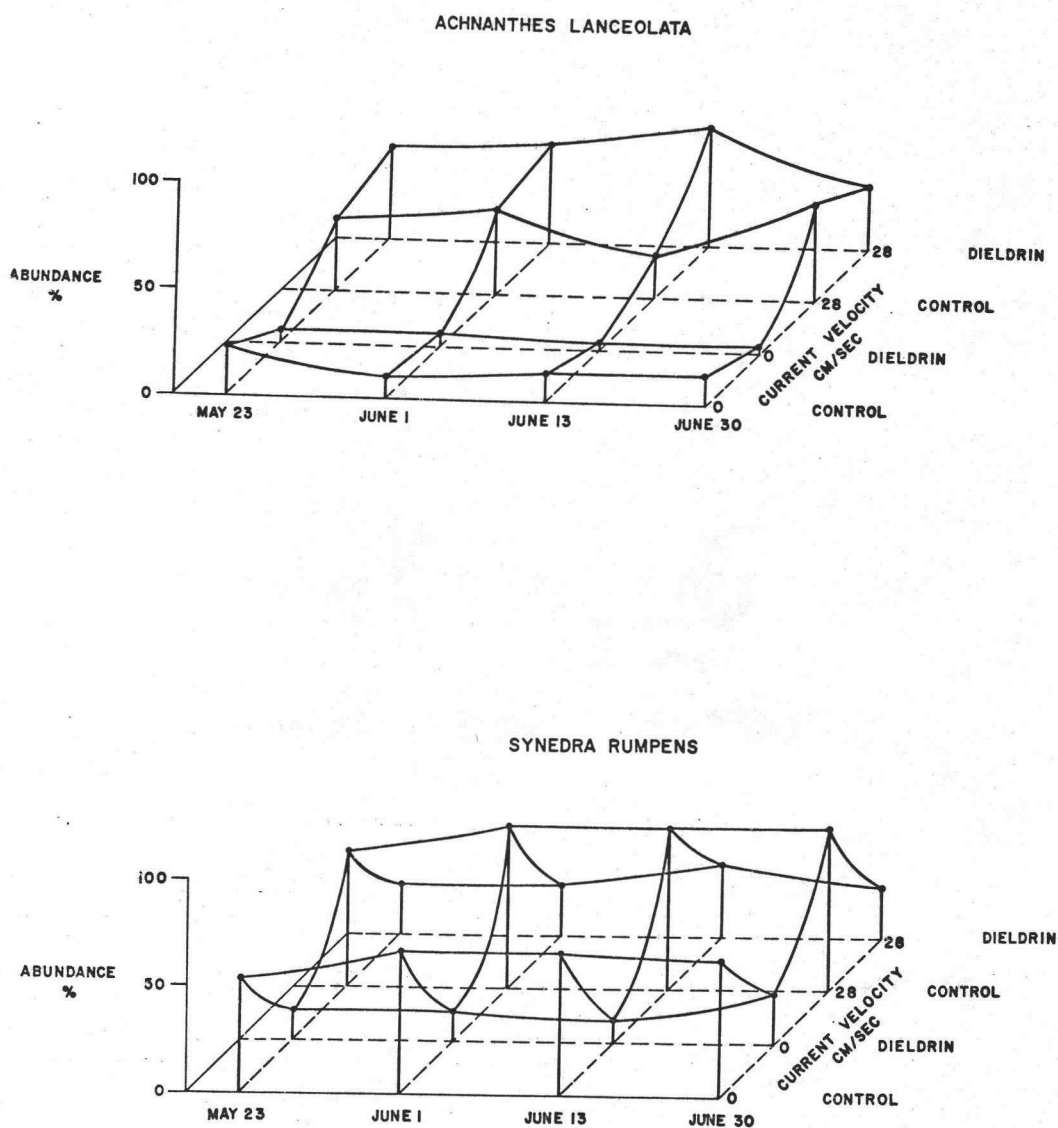 ACHNANTHES LANCEOLATA
100
50
0
ABUNDANCE
%
MAY 23
JUNE 1
JUNE 13
JUNE 30
28
DIELDRIN
28
CONTROL
0
DIELDRIN
0
CONTROL
CURRENT VELOCITY
CM/SEC
SYNEDRA RUMPENS
100
50
0
ABUNDANCE
%
MAY 23
JUNE 1
JUNE 13
JUNE 30
28
DIELDRIN
28
CONTROL
0
DIELDRIN
0
CONTROL
CURRENT VELOCITY
CM/SEC